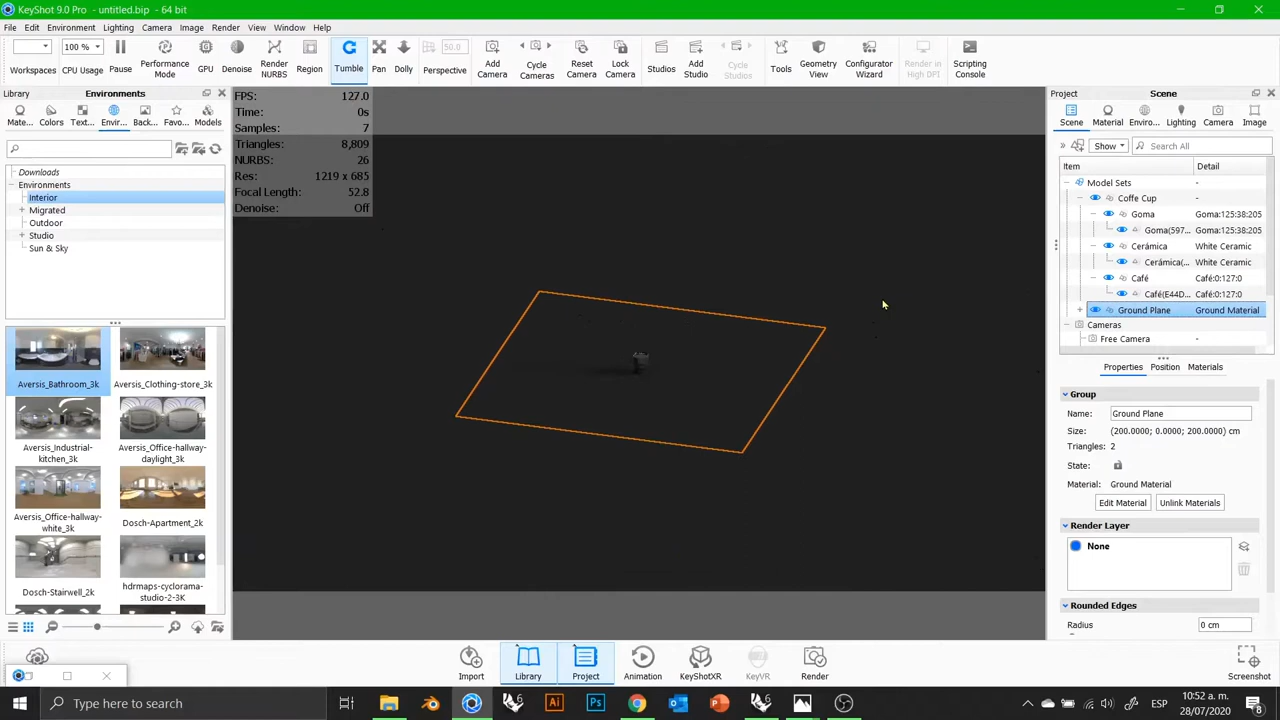 KeyShot 9.0 Pro - untitled.bip - 64 bit
File Edit Environment Lighting Camera Image Render View Window Help
100 %
50.0
Workspaces CPU Usage Pause Performance Mode GPU Denoise Render NURBS Region Tumble Pan Dolly Perspective Add Camera Cycle Cameras Reset Camera Lock Camera Studios Add Studio Cycle Studios Tools Geometry View Configurator Wizard Render in High DPI Scripting Console
Library Environments
Mate... Colors Text... Envir... Back... Favo... Models
Downloads
Environments
Interior
Migrated
Outdoor
Studio
Sun & Sky
Aversis_Bathroom_3k Aversis_Clothing-store_3k
Aversis_Industrial-kitchen_3k Aversis_Office-hallway-daylight_3k
Aversis_Office-hallway-white_3k Dosch-Apartment_2k
Dosch-Stairwell_2k hdrmaps-cyclorama-studio-2-3K
FPS: 127.0
Time: 0s
Samples: 7
Triangles: 8,809
NURBS: 26
Res: 1219 x 685
Focal Length: 52.8
Denoise: Off
Project Scene
Scene Material Enviro... Lighting Camera Image
Show Search All
Item Detail
Model Sets -
Coffe Cup -
Goma Goma:125:38:205
Goma(597... Goma:125:38:205
Cerámica White Ceramic
Cerámica(... White Ceramic
Café Café:0:127:0
Café(E44D... Café:0:127:0
Ground Plane Ground Material
Cameras -
Free Camera -
Properties Position Materials
Group
Name: Ground Plane
Size: (200.0000; 0.0000; 200.0000) cm
Triangles: 2
State:
Material: Ground Material
Edit Material Unlink Materials
Render Layer
None
Rounded Edges
Radius 0 cm
Import Library Project Animation KeyShotXR KeyVR Render Screenshot
Type here to search
ESP
10:52 a. m.
28/07/2020
8